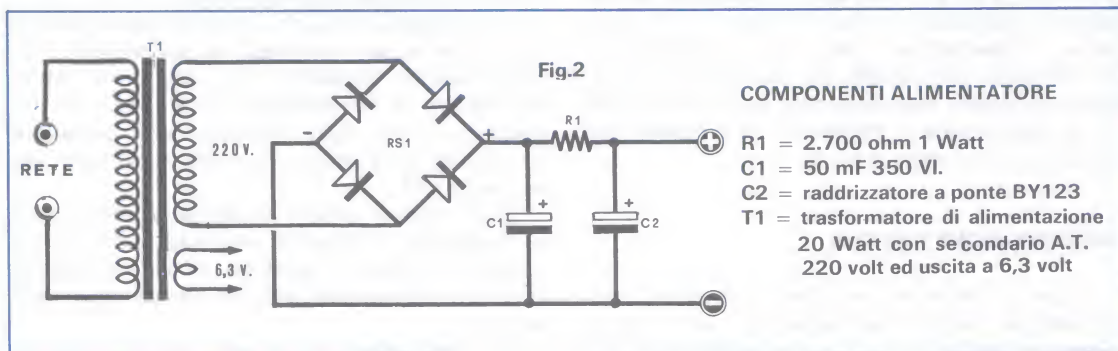 T1
Fig.2
RETE
220 V.
6,3 V.
-
RS1
+
R1
+
C1
+
C2
+
-
COMPONENTI ALIMENTATORE
R1 = 2.700 ohm 1 Watt
C1 = 50 mF 350 Vl.
C2 = raddrizzatore a ponte BY123
T1 = trasformatore di alimentazione
20 Watt con secondario A.T.
220 volt ed uscita a 6,3 volt